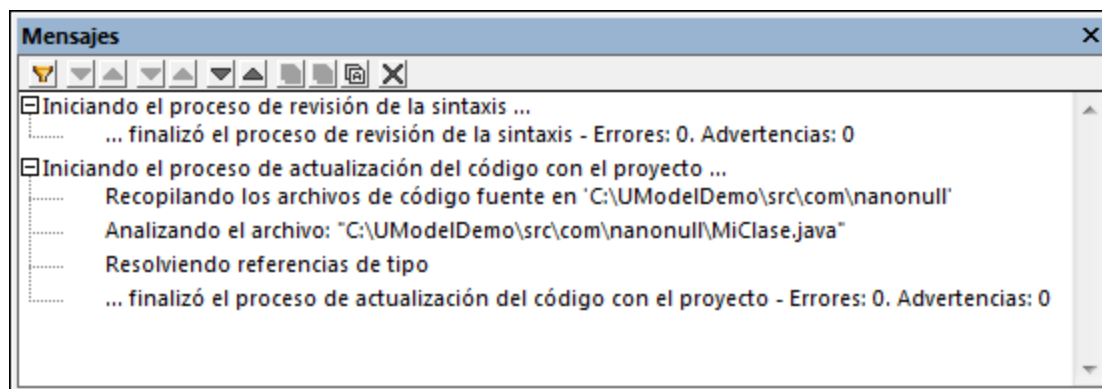 Mensajes
Iniciando el proceso de revisión de la sintaxis ...
... finalizó el proceso de revisión de la sintaxis - Errores: 0. Advertencias: 0
Iniciando el proceso de actualización del código con el proyecto ...
Recopilando los archivos de código fuente en 'C:\UModelDemo\src\com\nanonull'
Analizando el archivo: "C:\UModelDemo\src\com\nanonull\MiClase.java"
Resolviendo referencias de tipo
... finalizó el proceso de actualización del código con el proyecto - Errores: 0. Advertencias: 0